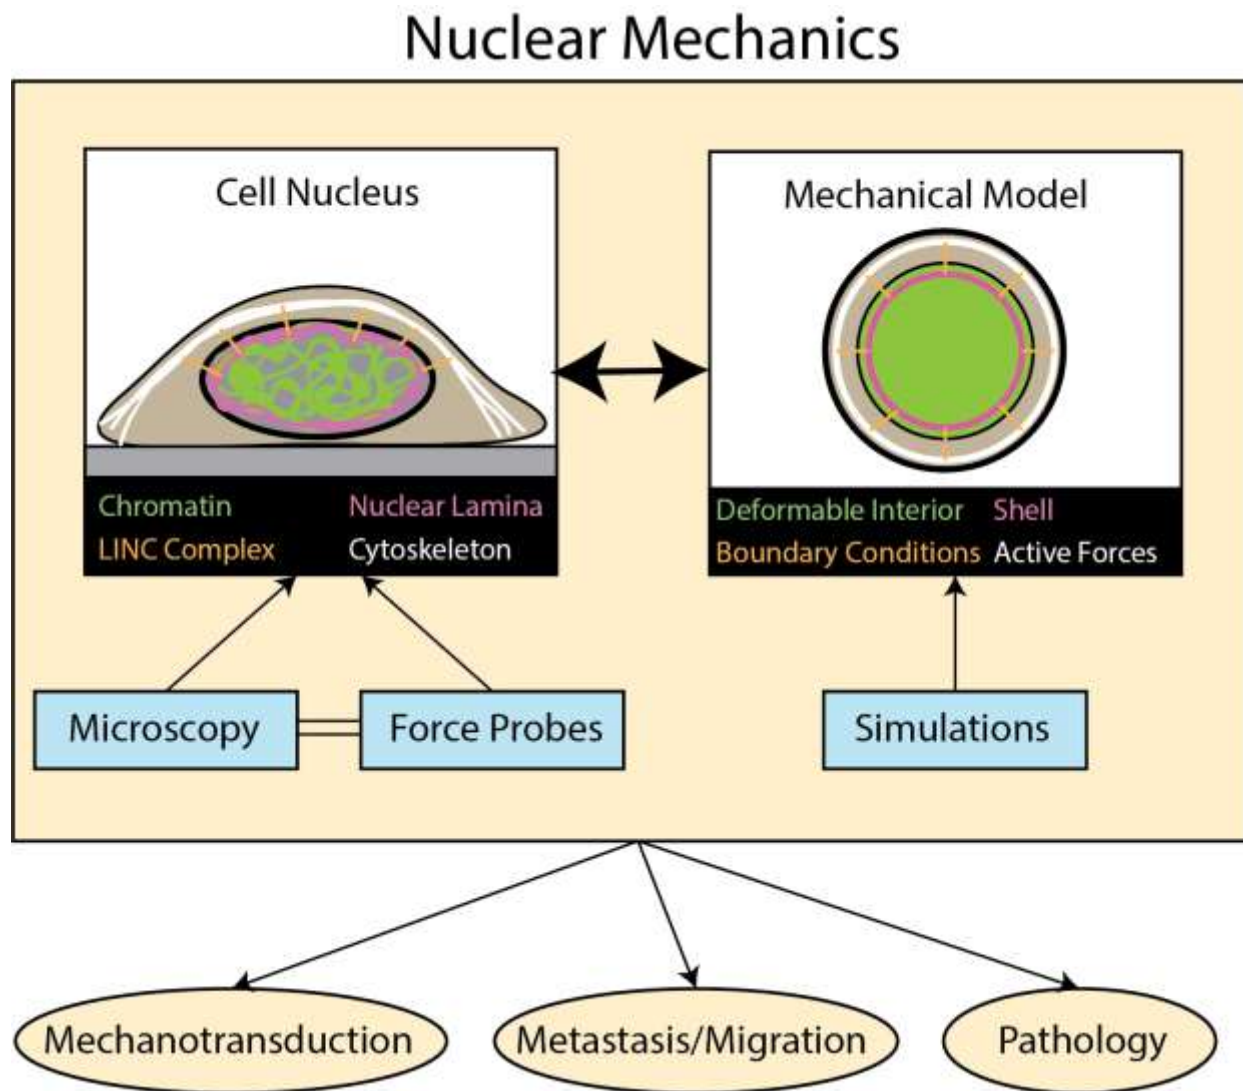 Nuclear Mechanics
Cell Nucleus
Chromatin Nuclear Lamina
LINC Complex Cytoskeleton
Mechanical Model
Deformable Interior Shell
Boundary Conditions Active Forces
Microscopy
Force Probes
Simulations
Mechanotransduction
Metastasis/Migration
Pathology